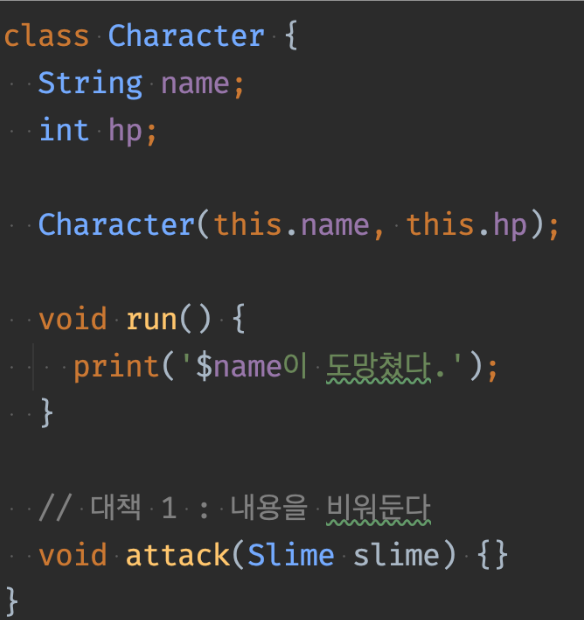 class Character {
String name;
int hp;
Character(this.name, this.hp);
void run() {
print('$name이 도망쳤다.');
}
// 대책 1 : 내용을 비워둔다
void attack(Slime slime) {}
}